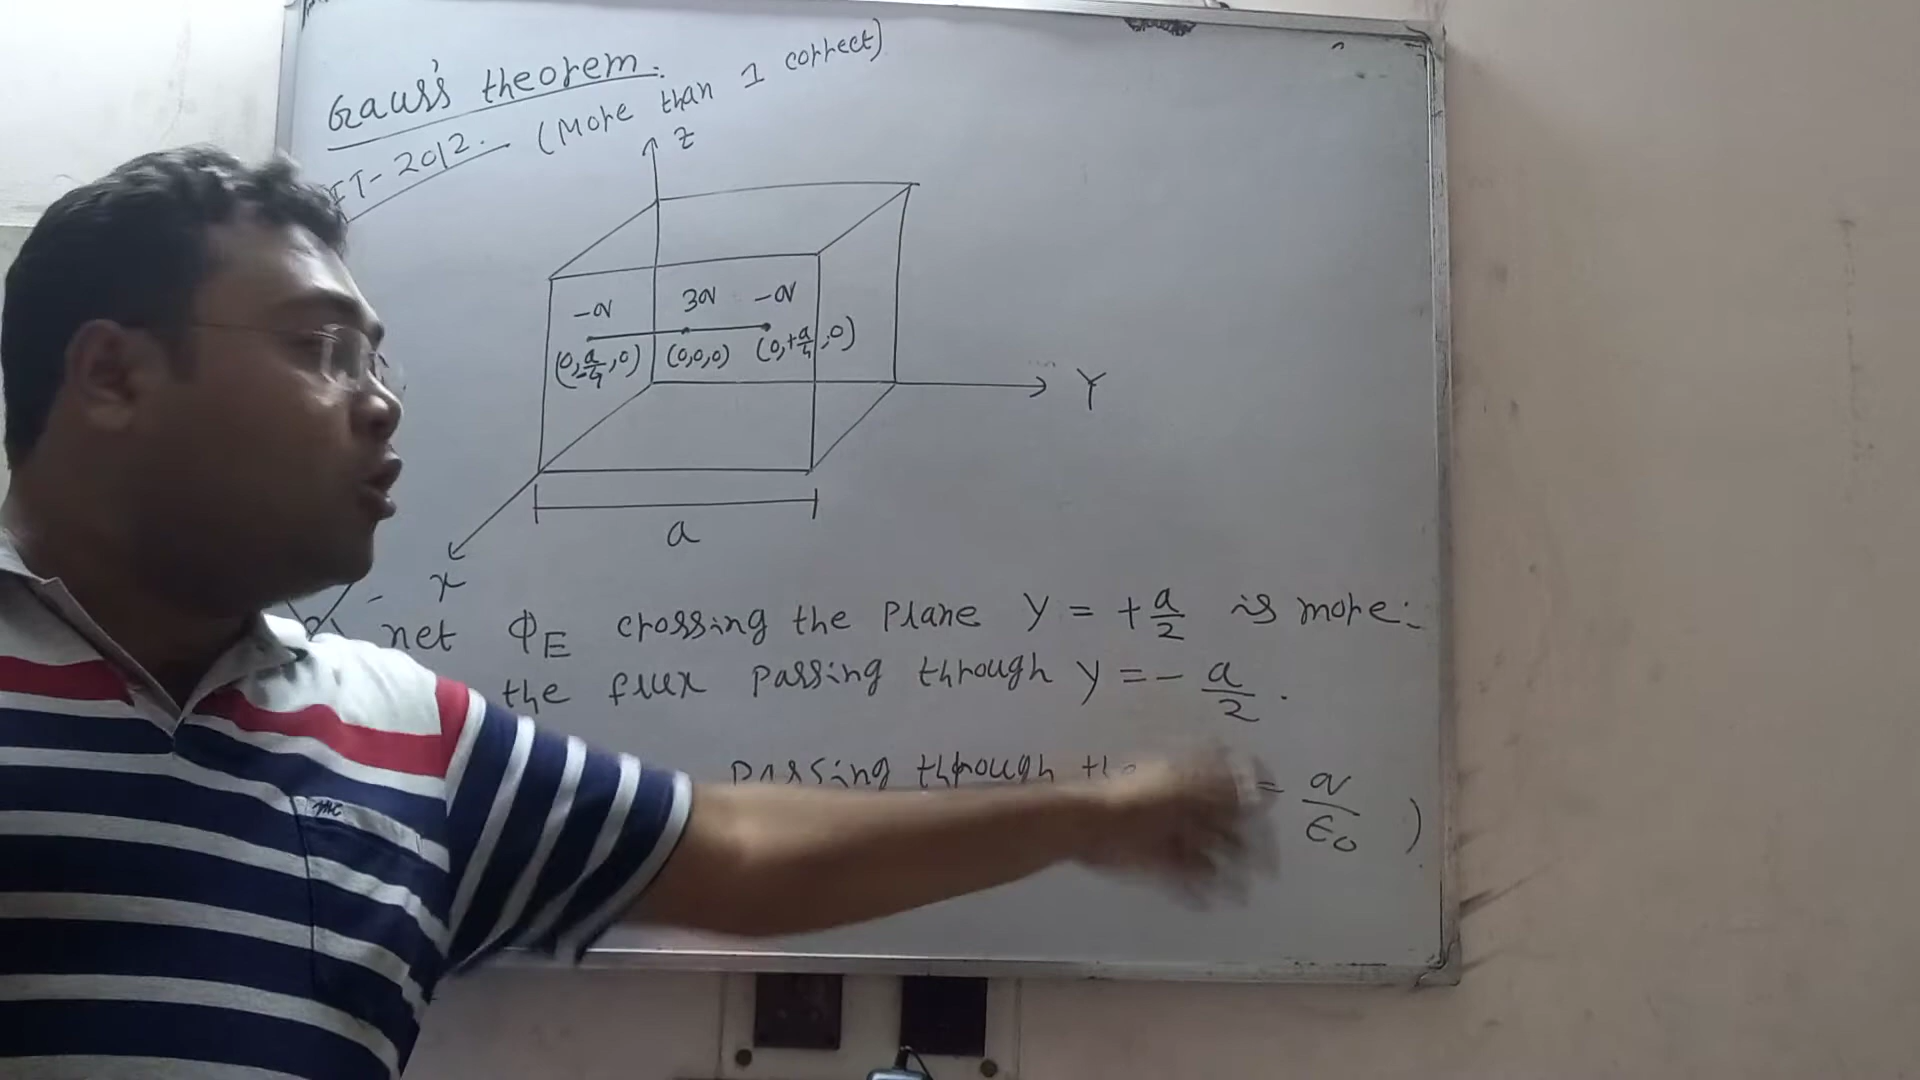 Gauss's theorem.
IT-2012. (More than 1 correct)
Z
-q 3q -q
(0,-a/4,0) (0,0,0) (0,+a/4,0)
Y
a
x
net ΦE crossing the plane Y = +a/2 is more
the flux passing through y = -a/2.
passing through = q/ϵ0 )